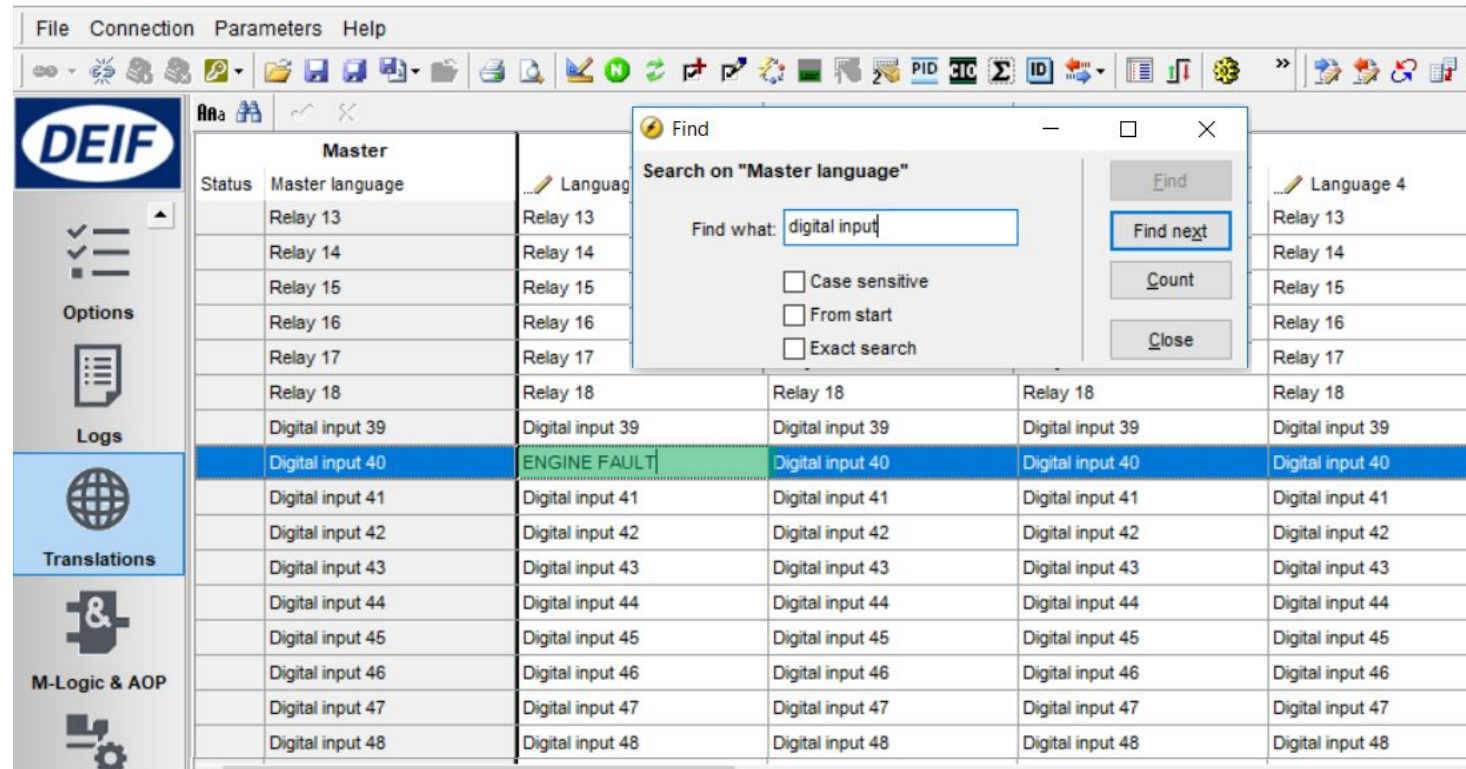 File Connection Parameters Help
PID
Σ ID
»
DEIF
AAa
Master
Status Master language
Languag
Language 4
Find
Search on "Master language"
Find what: digital input
Case sensitive
From start
Exact search
Find
Find next
Count
Close
Options
Logs
Translations
M-Logic & AOP
&
Relay 13 Relay 13 Relay 13
Relay 14 Relay 14 Relay 14
Relay 15 Relay 15 Relay 15
Relay 16 Relay 16 Relay 16
Relay 17 Relay 17 Relay 17
Relay 18 Relay 18 Relay 18 Relay 18 Relay 18
Digital input 39 Digital input 39 Digital input 39 Digital input 39 Digital input 39
Digital input 40 ENGINE FAULT Digital input 40 Digital input 40 Digital input 40
Digital input 41 Digital input 41 Digital input 41 Digital input 41 Digital input 41
Digital input 42 Digital input 42 Digital input 42 Digital input 42 Digital input 42
Digital input 43 Digital input 43 Digital input 43 Digital input 43 Digital input 43
Digital input 44 Digital input 44 Digital input 44 Digital input 44 Digital input 44
Digital input 45 Digital input 45 Digital input 45 Digital input 45 Digital input 45
Digital input 46 Digital input 46 Digital input 46 Digital input 46 Digital input 46
Digital input 47 Digital input 47 Digital input 47 Digital input 47 Digital input 47
Digital input 48 Digital input 48 Digital input 48 Digital input 48 Digital input 48